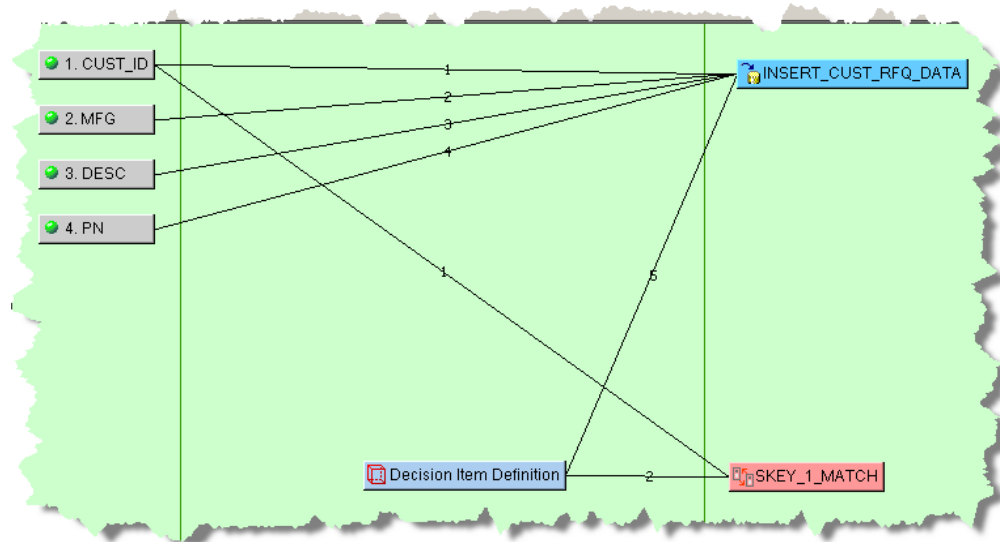 1. CUST_ID
1
INSERT_CUST_RFQ_DATA
2. MFG
2
3
3. DESC
4
4. PN
1
5
Decision Item Definition
2
SKEY_1_MATCH